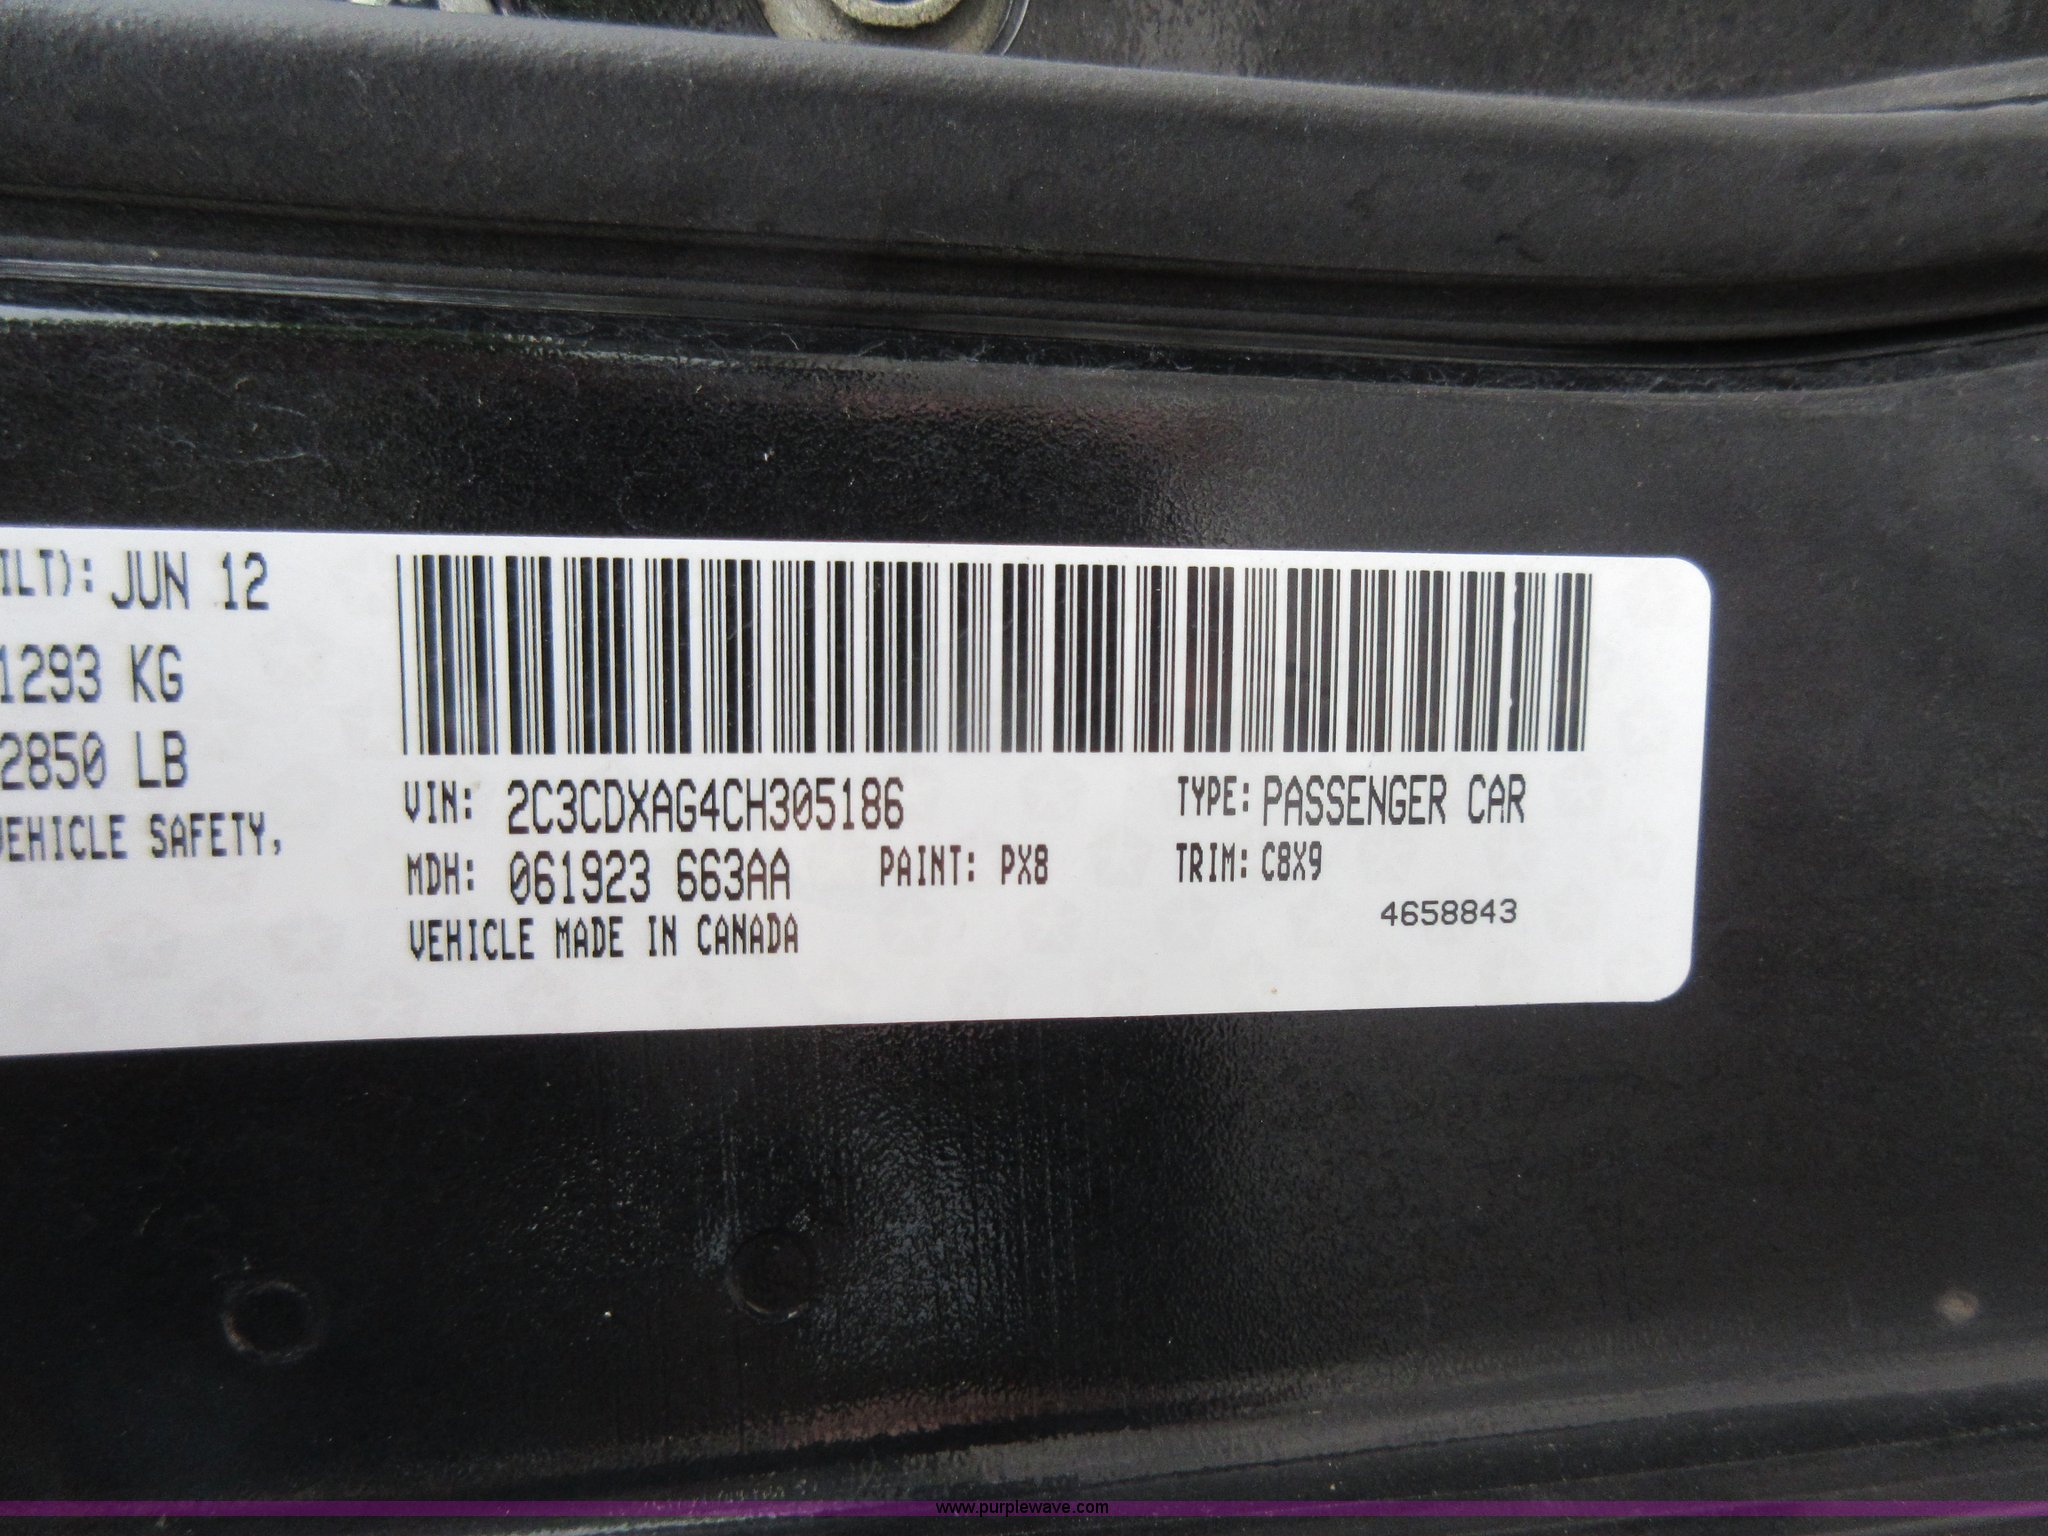 ILT): JUN 12
1293 KG
2850 LB
VEHICLE SAFETY,
VIN: 2C3CDXAG4CH305186 TYPE: PASSENGER CAR
MDH: 061923 663AA PAINT: PX8 TRIM: C8X9
4658843
VEHICLE MADE IN CANADA
www.purplewave.com